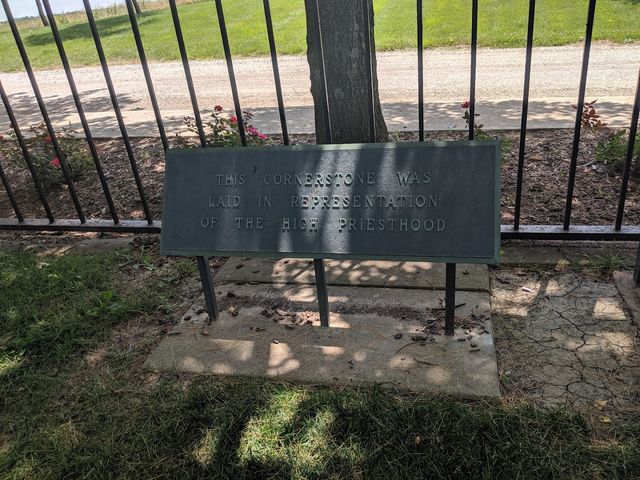 THIS CORNERSTONE WAS
LAID IN REPRESENTATION
OF THE HIGH PRIESTHOOD